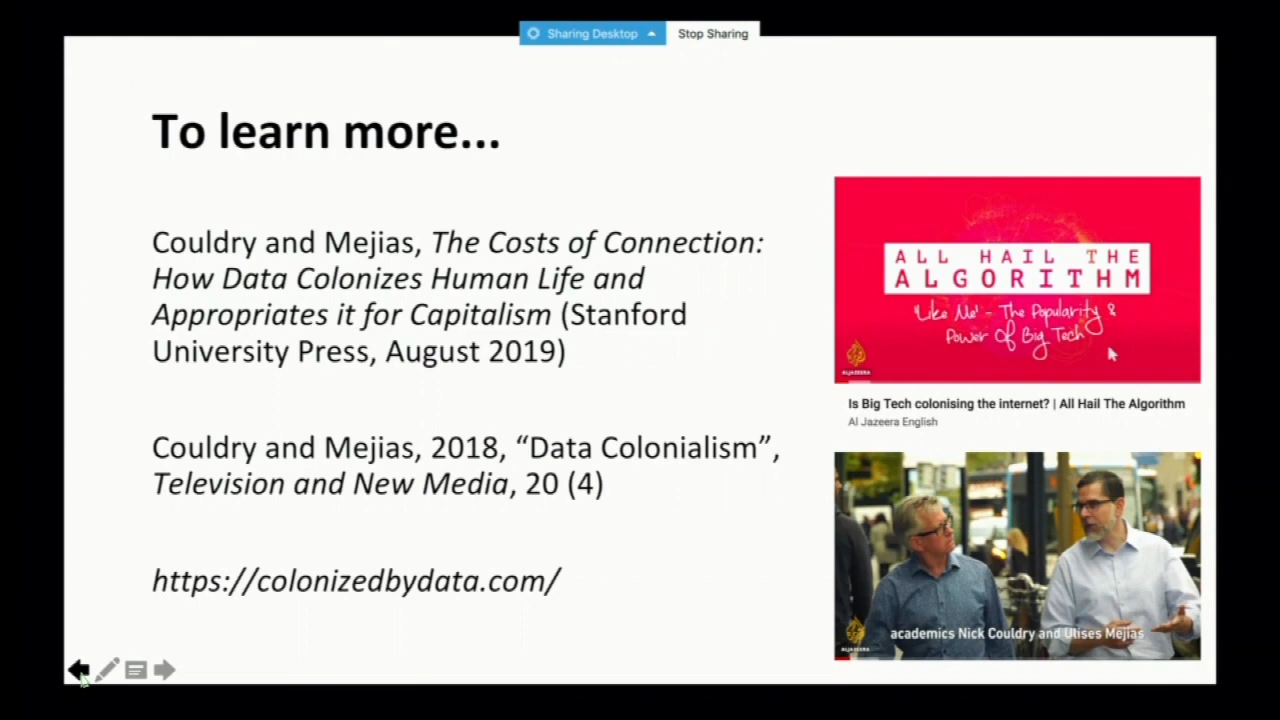 Sharing Desktop
Stop Sharing
To learn more...
Couldry and Mejias, The Costs of Connection:
How Data Colonizes Human Life and
Appropriates it for Capitalism (Stanford
University Press, August 2019)
Couldry and Mejias, 2018, “Data Colonialism”,
Television and New Media, 20 (4)
https://colonizedbydata.com/
ALL HAIL THE
ALGORITHM
'Like Me' - The Popularity &
Power Of Big Tech
ALJAZEERA
Is Big Tech colonising the internet? | All Hail The Algorithm
Al Jazeera English
academics Nick Couldry and Ulises Mejias
ALJAZEERA